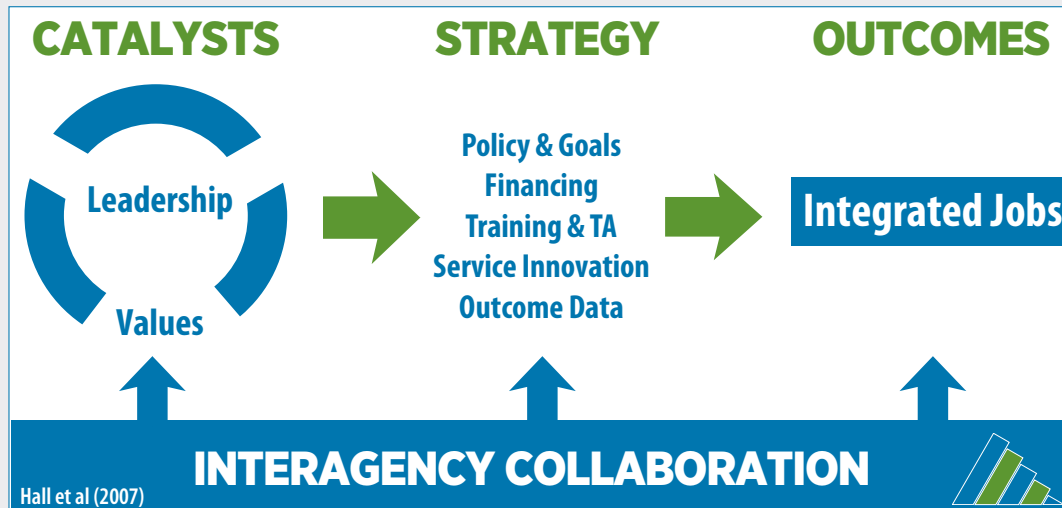 CATALYSTS
Leadership
Values
STRATEGY
Policy & Goals
Financing
Training & TA
Service Innovation
Outcome Data
OUTCOMES
Integrated Jobs
INTERAGENCY COLLABORATION
Hall et al (2007)